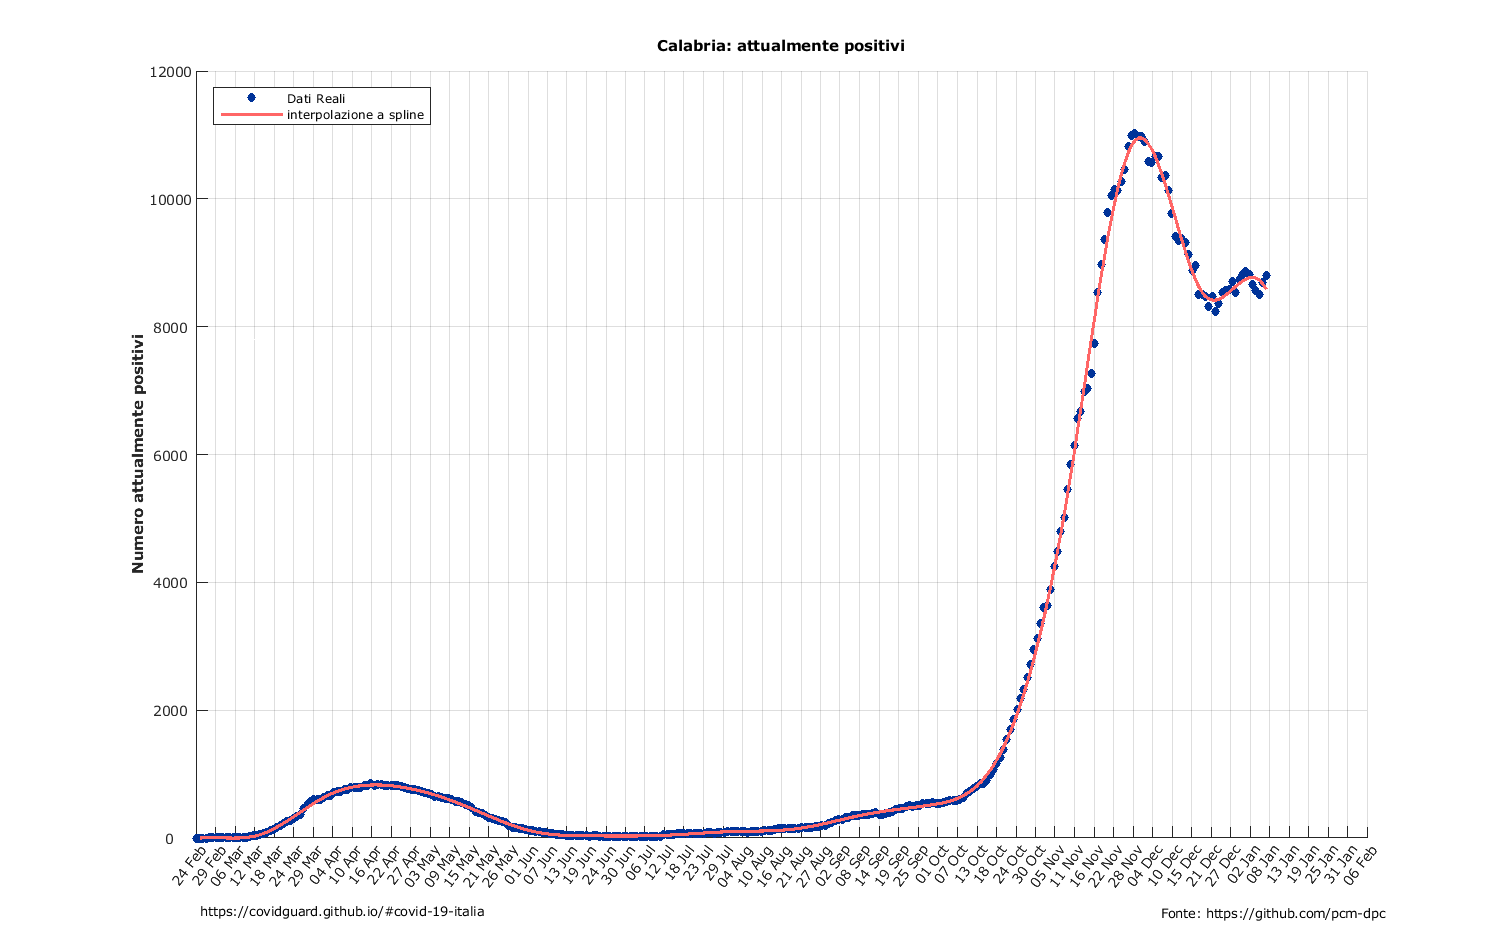 Calabria: attualmente positivi
Dati Reali
interpolazione a spline
Numero attualmente positivi
12000
10000
8000
6000
4000
2000
0
24 Feb
29 Feb
06 Mar
12 Mar
18 Mar
24 Mar
29 Mar
04 Apr
10 Apr
16 Apr
22 Apr
27 Apr
03 May
09 May
15 May
21 May
26 May
01 Jun
07 Jun
13 Jun
19 Jun
24 Jun
30 Jun
06 Jul
12 Jul
18 Jul
23 Jul
29 Jul
04 Aug
10 Aug
16 Aug
21 Aug
27 Aug
02 Sep
08 Sep
14 Sep
19 Sep
25 Sep
01 Oct
07 Oct
13 Oct
18 Oct
24 Oct
30 Oct
05 Nov
11 Nov
16 Nov
22 Nov
28 Nov
04 Dec
10 Dec
15 Dec
21 Dec
27 Dec
02 Jan
08 Jan
13 Jan
19 Jan
25 Jan
31 Jan
06 Feb
https://covidguard.github.io/#covid-19-italia
Fonte: https://github.com/pcm-dpc